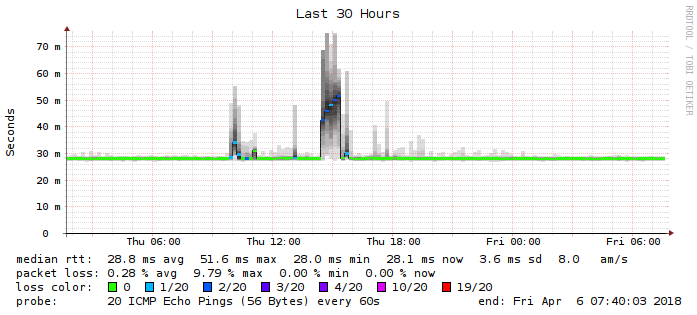 Last 30 Hours
RRDTOOL / TOBI OETIKER
Seconds
70 m
60 m
50 m
40 m
30 m
20 m
10 m
0
Thu 06:00 Thu 12:00 Thu 18:00 Fri 00:00 Fri 06:00
median rtt: 28.8 ms avg 51.6 ms max 28.0 ms min 28.1 ms now 3.6 ms sd 8.0 am/s
packet loss: 0.28 % avg 9.79 % max 0.00 % min 0.00 % now
loss color: 0 1/20 2/20 3/20 4/20 10/20 19/20
probe: 20 ICMP Echo Pings (56 Bytes) every 60s end: Fri Apr 6 07:40:03 2018